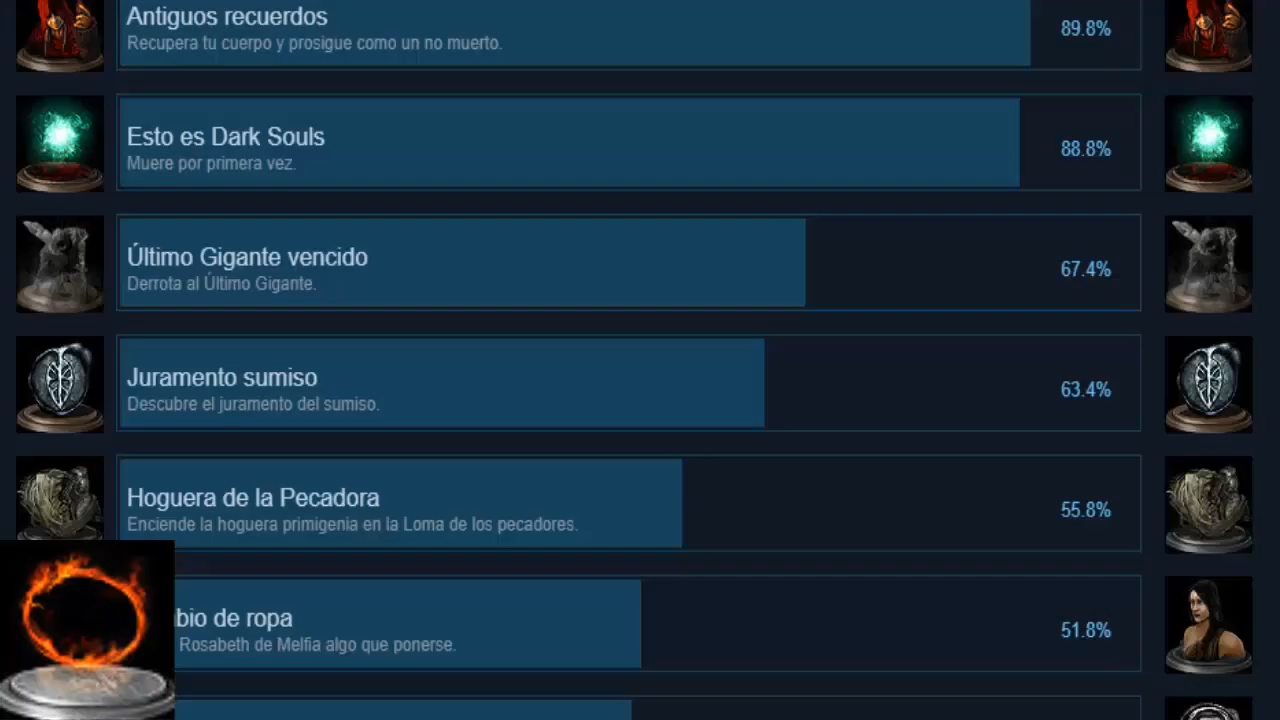 Antiguos recuerdos
Recupera tu cuerpo y prosigue como un no muerto.
89.8%
Esto es Dark Souls
Muere por primera vez.
88.8%
Último Gigante vencido
Derrota al Último Gigante.
67.4%
Juramento sumiso
Descubre el juramento del sumiso.
63.4%
Hoguera de la Pecadora
Enciende la hoguera primigenia en la Loma de los pecadores.
55.8%
bio de ropa
Rosabeth de Melfia algo que ponerse.
51.8%